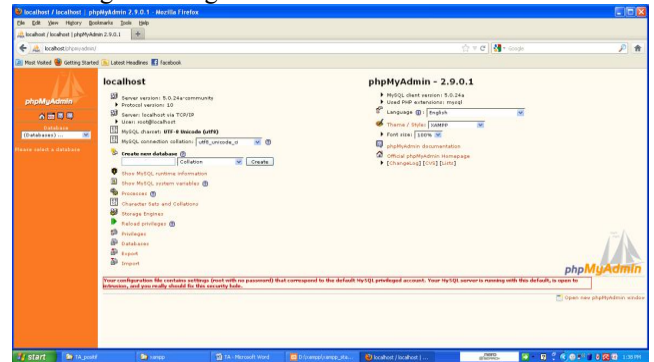 localhost / localhost | phpMyAdmin 2.9.0.1 - Mozilla Firefox
File Edit View History Bookmarks Tools Help
localhost / localhost | phpMyAdmin 2.9.0.1
localhost/phpmyadmin/
Google
Most Visited Getting Started Latest Headlines Facebook
phpMyAdmin
Database
(Databases) ...
Please select a database
localhost
Server version: 5.0.24a-community
Protocol version: 10
Server: localhost via TCP/IP
User: root@localhost
MySQL charset: UTF-8 Unicode (utf8)
MySQL connection collation: utf8_unicode_ci
Create new database
Collation Create
Show MySQL runtime information
Show MySQL system variables
Processes
Character Sets and Collations
Storage Engines
Reload privileges
Privileges
Databases
Export
Import
phpMyAdmin - 2.9.0.1
MySQL client version: 5.0.24a
Used PHP extensions: mysql
Language: English
Theme / Style: XAMPP
Font size: 100%
phpMyAdmin documentation
Official phpMyAdmin Homepage
[ChangeLog] [CVS] [Lists]
phpMyAdmin
Your configuration file contains settings (root with no password) that correspond to the default MySQL privileged account. Your MySQL server is running with this default, is open to
intrusion, and you really should fix this security hole.
Open new phpMyAdmin window
start
xampp
TA - Microsoft Word
localhost / localhost | ...
1:38 PM